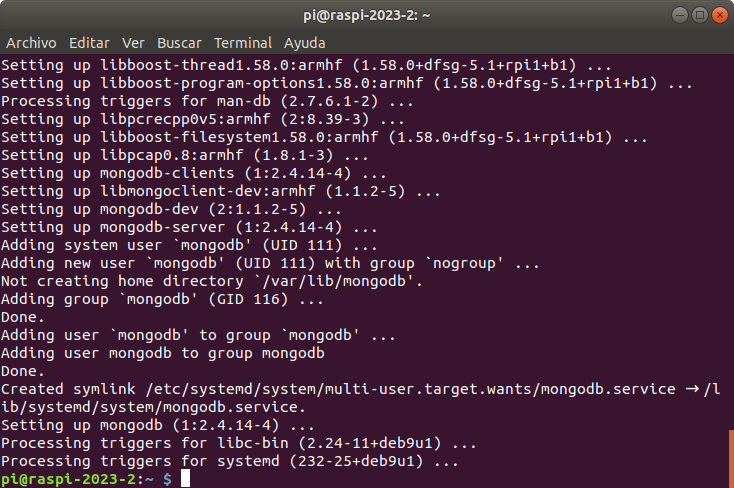 pi@raspi-2023-2: ~
Archivo Editar Ver Buscar Terminal Ayuda
Setting up libboost-thread1.58.0:armhf (1.58.0+dfsg-5.1+rpi1+b1) ...
Setting up libboost-program-options1.58.0:armhf (1.58.0+dfsg-5.1+rpi1+b1) ...
Processing triggers for man-db (2.7.6.1-2) ...
Setting up libpcrecpp0v5:armhf (2:8.39-3) ...
Setting up libboost-filesystem1.58.0:armhf (1.58.0+dfsg-5.1+rpi1+b1) ...
Setting up libpcap0.8:armhf (1.8.1-3) ...
Setting up mongodb-clients (1:2.4.14-4) ...
Setting up libmongoclient-dev:armhf (1.1.2-5) ...
Setting up mongodb-dev (2:1.1.2-5) ...
Setting up mongodb-server (1:2.4.14-4) ...
Adding system user `mongodb' (UID 111) ...
Adding new user `mongodb' (UID 111) with group `nogroup' ...
Not creating home directory `/var/lib/mongodb'.
Adding group `mongodb' (GID 116) ...
Done.
Adding user `mongodb' to group `mongodb' ...
Adding user mongodb to group mongodb
Done.
Created symlink /etc/systemd/system/multi-user.target.wants/mongodb.service → /l
ib/systemd/system/mongodb.service.
Setting up mongodb (1:2.4.14-4) ...
Processing triggers for libc-bin (2.24-11+deb9u1) ...
Processing triggers for systemd (232-25+deb9u1) ...
pi@raspi-2023-2:~ $